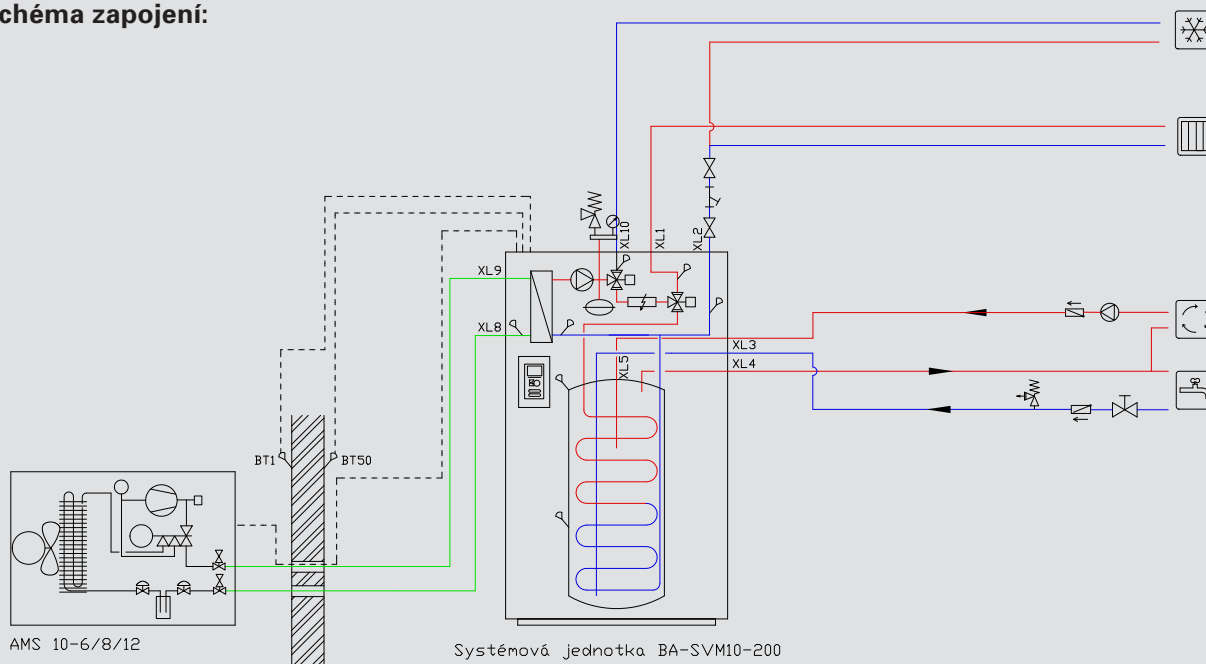 chéma zapojení:
XL10
XL1
XL2
XL9
XL8
XL3
XL4
XL5
BT1
BT50
AMS 10-6/8/12
Systémová jednotka BA-SVM10-200